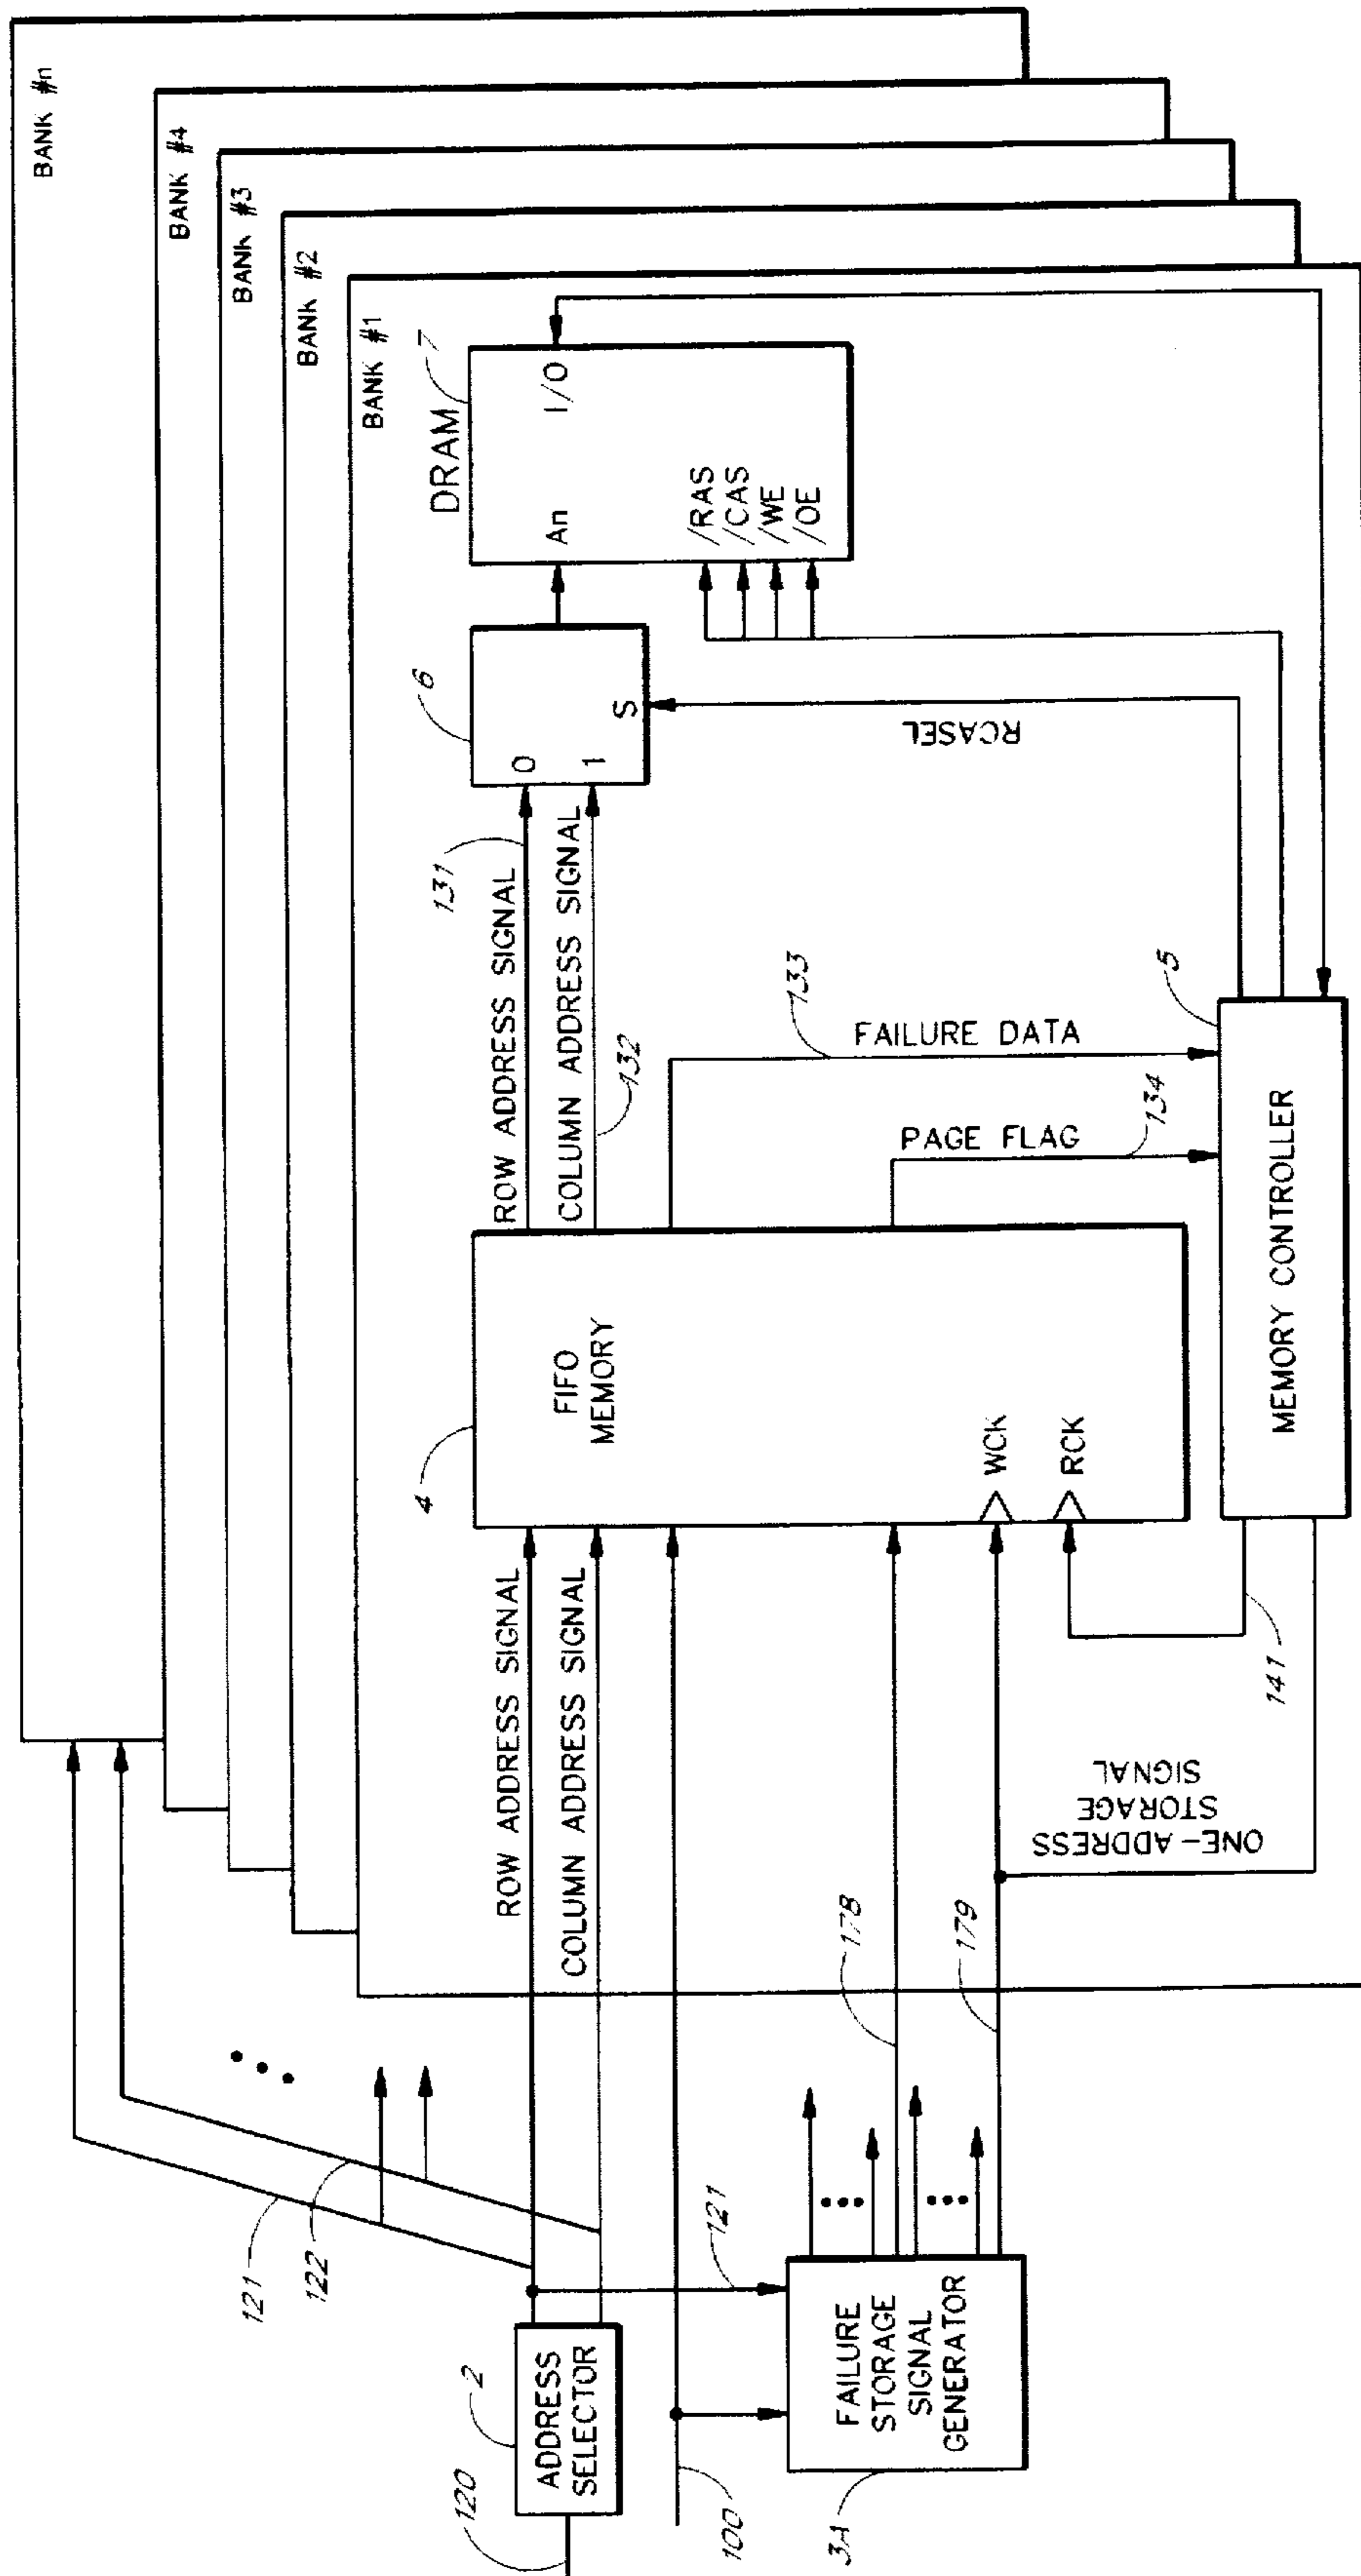 BANK #n
BANK #4
BANK #3
BANK #2
BANK #1
120
2
ADDRESS
SELECTOR
121
122
121
100
3A
FAILURE
STORAGE
SIGNAL
GENERATOR
178
179
ROW ADDRESS SIGNAL
COLUMN ADDRESS SIGNAL
ONE-ADDRESS
STORAGE
SIGNAL
141
4
FIFO
MEMORY
WCK
RCK
ROW ADDRESS SIGNAL
131
COLUMN ADDRESS SIGNAL
132
133
FAILURE DATA
PAGE FLAG
134
5
MEMORY CONTROLLER
6
0
1
S
RCASEL
DRAM
7
An
I/O
/RAS
/CAS
/WE
/OE